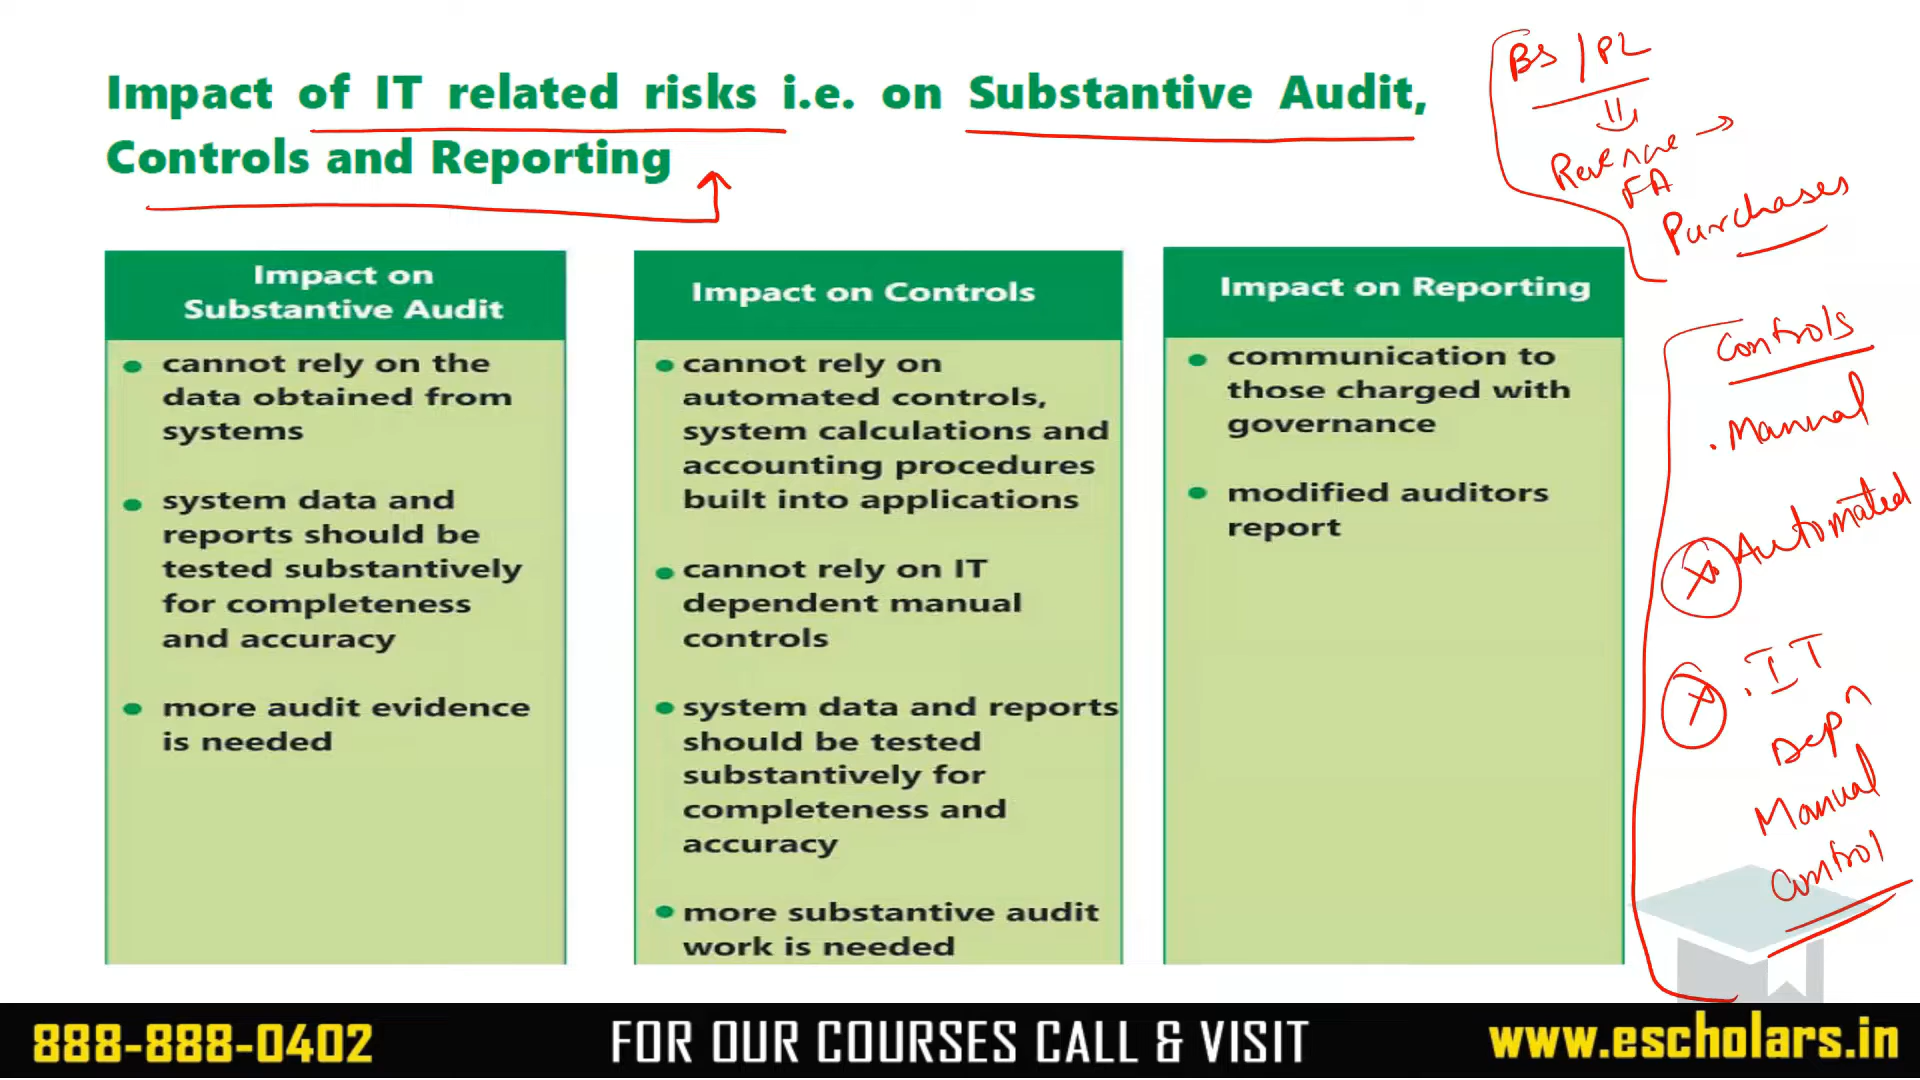 Impact of IT related risks i.e. on Substantive Audit,
Controls and Reporting
Impact on
Substantive Audit
cannot rely on the
data obtained from
systems
system data and
reports should be
tested substantively
for completeness
and accuracy
more audit evidence
is needed
Impact on Controls
cannot rely on
automated controls,
system calculations and
accounting procedures
built into applications
cannot rely on IT
dependent manual
controls
system data and reports
should be tested
substantively for
completeness and
accuracy
more substantive audit
work is needed
Impact on Reporting
communication to
those charged with
governance
modified auditors
report
BS / PL
Revenue →
FA
Purchases
Controls
. Manual
Automated
. IT
Dep
Manual
Control
888-888-0402
FOR OUR COURSES CALL & VISIT
www.escholars.in